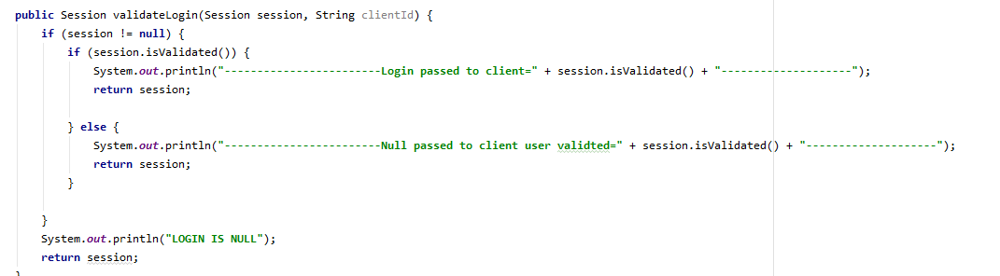 public Session validateLogin(Session session, String clientId) {
if (session != null) {
if (session.isValidated()) {
System.out.println("------------------------Login passed to client=" + session.isValidated() + "--------------------");
return session;
} else {
System.out.println("------------------------Null passed to client user validted=" + session.isValidated() + "--------------------");
return session;
}
}
System.out.println("LOGIN IS NULL");
return session;
}